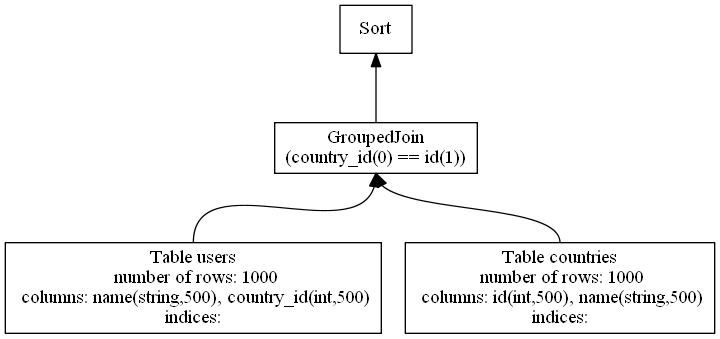 Sort
GroupedJoin
(country_id(0) == id(1))
Table users
number of rows: 1000
columns: name(string,500), country_id(int,500)
indices:
Table countries
number of rows: 1000
columns: id(int,500), name(string,500)
indices: